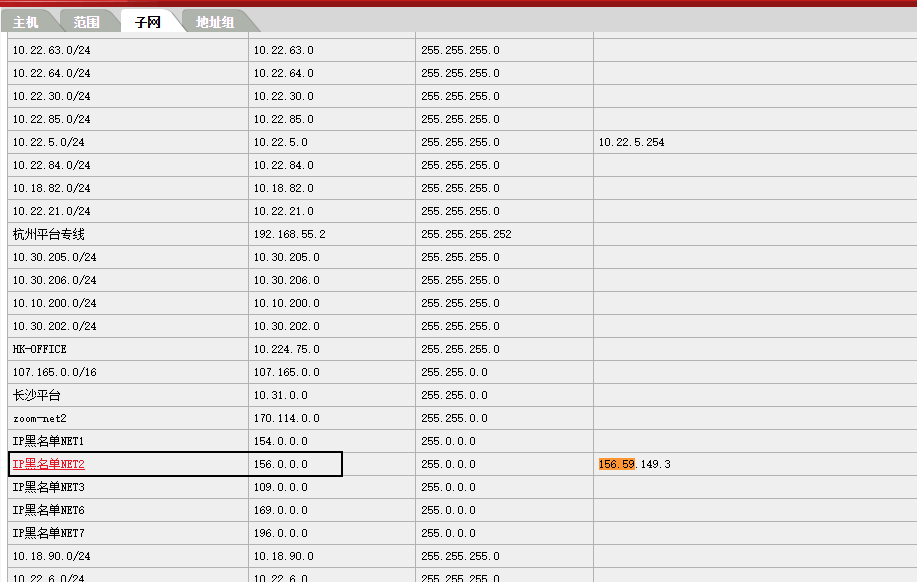 主机 范围 子网 地址组
10.22.63.0/24 10.22.63.0 255.255.255.0
10.22.64.0/24 10.22.64.0 255.255.255.0
10.22.30.0/24 10.22.30.0 255.255.255.0
10.22.85.0/24 10.22.85.0 255.255.255.0
10.22.5.0/24 10.22.5.0 255.255.255.0 10.22.5.254
10.22.84.0/24 10.22.84.0 255.255.255.0
10.18.82.0/24 10.18.82.0 255.255.255.0
10.22.21.0/24 10.22.21.0 255.255.255.0
杭州平台专线 192.168.55.2 255.255.255.252
10.30.205.0/24 10.30.205.0 255.255.255.0
10.30.206.0/24 10.30.206.0 255.255.255.0
10.10.200.0/24 10.10.200.0 255.255.255.0
10.30.202.0/24 10.30.202.0 255.255.255.0
HK-OFFICE 10.224.75.0 255.255.255.0
107.165.0.0/16 107.165.0.0 255.255.0.0
长沙平台 10.31.0.0 255.255.0.0
zoom-net2 170.114.0.0 255.255.0.0
IP黑名单NET1 154.0.0.0 255.0.0.0
IP黑名单NET2 156.0.0.0 255.0.0.0 156.59.149.3
IP黑名单NET3 109.0.0.0 255.0.0.0
IP黑名单NET6 169.0.0.0 255.0.0.0
IP黑名单NET7 196.0.0.0 255.0.0.0
10.18.90.0/24 10.18.90.0 255.255.255.0
10.22.6.0/24 10.22.6.0 255.255.255.0